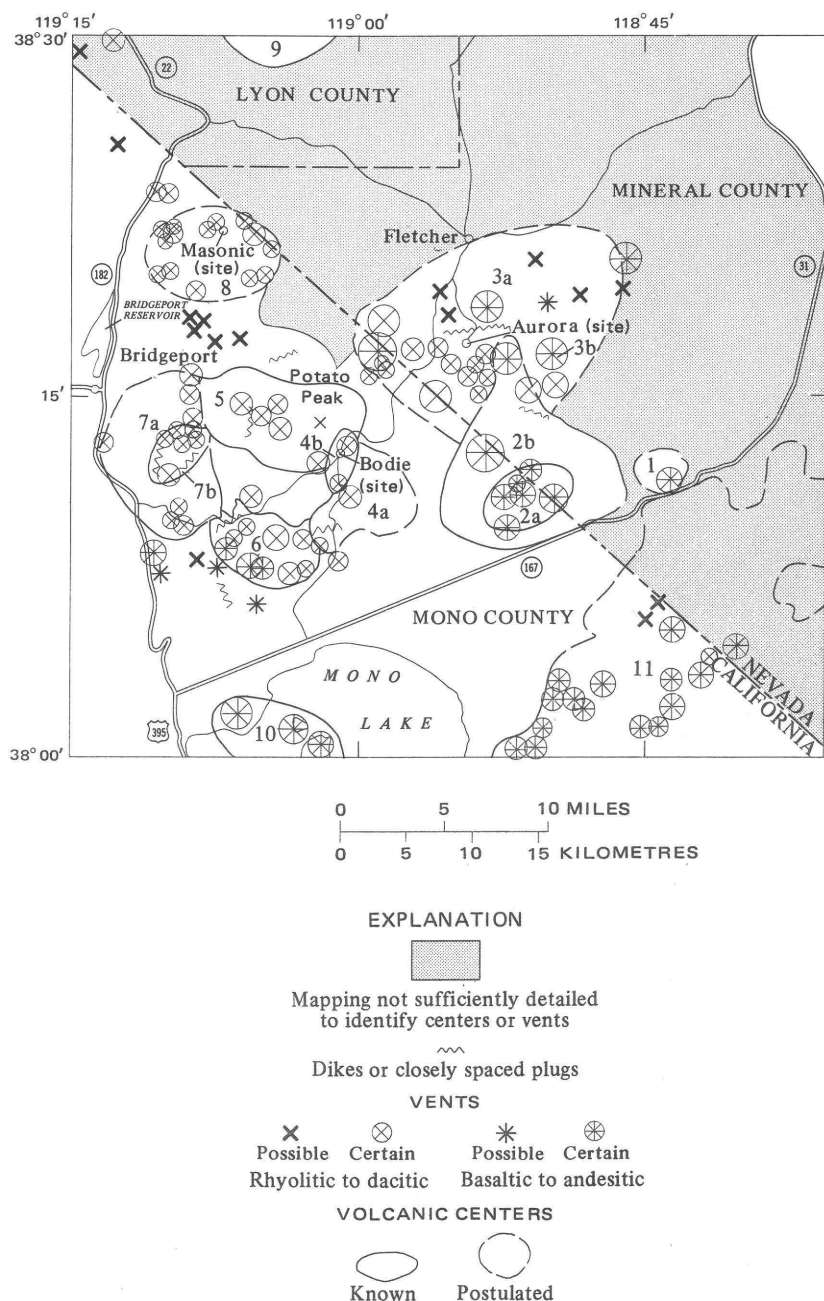 119° 15′ 119° 00′ 118° 45′
38° 30′
9
22
LYON COUNTY
MINERAL COUNTY
Fletcher
31
Masonic
(site)
8
182
3a
BRIDGEPORT
RESERVOIR
Aurora (site)
3b
Bridgeport
Potato
Peak
15′
5
7a
4b
2b
1
Bodie
(site)
7b
4a
2a
6
167
MONO COUNTY
11
MONO
LAKE
NEVADA
CALIFORNIA
10
395
38° 00′
0 5 10 MILES
0 5 10 15 KILOMETRES
EXPLANATION
Mapping not sufficiently detailed
to identify centers or vents
Dikes or closely spaced plugs
VENTS
Possible Certain Possible Certain
Rhyolitic to dacitic Basaltic to andesitic
VOLCANIC CENTERS
Known Postulated